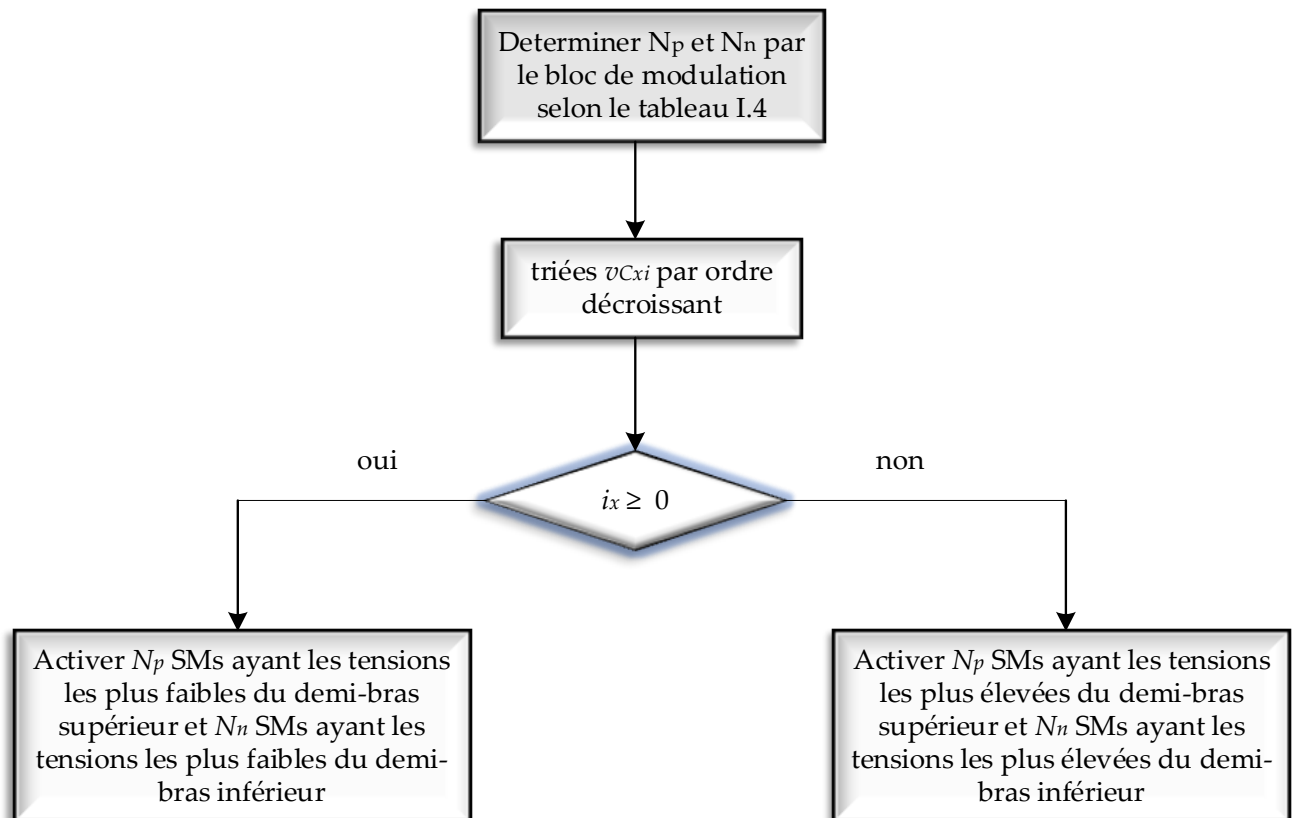 Determiner Np et Nn par
le bloc de modulation
selon le tableau I.4
triées vCxi par ordre
décroissant
oui
non
ix ≥ 0
Activer Np SMs ayant les tensions
les plus faibles du demi-bras
supérieur et Nn SMs ayant les
tensions les plus faibles du demi-
bras inférieur
Activer Np SMs ayant les tensions
les plus élevées du demi-bras
supérieur et Nn SMs ayant les
tensions les plus élevées du demi-
bras inférieur